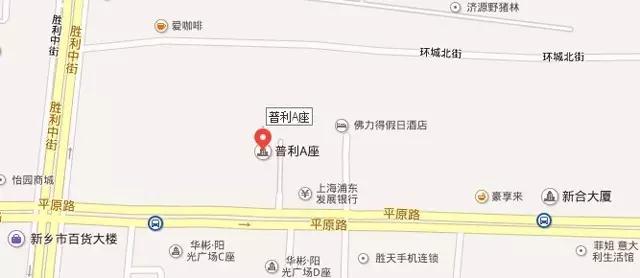 济源野猪林
爱咖啡
胜利中街
环城北街
环城北街
胜利中街
普利A座
佛力得假日酒店
普利A座
怡园商城
上海浦东
发展银行
豪享来
新合大厦
平原路
平原路
平原路
新乡市百货大楼
华彬·阳
光广场C座
华彬·阳
光广场D座
胜天手机连锁
菲姐 意大
利生活馆